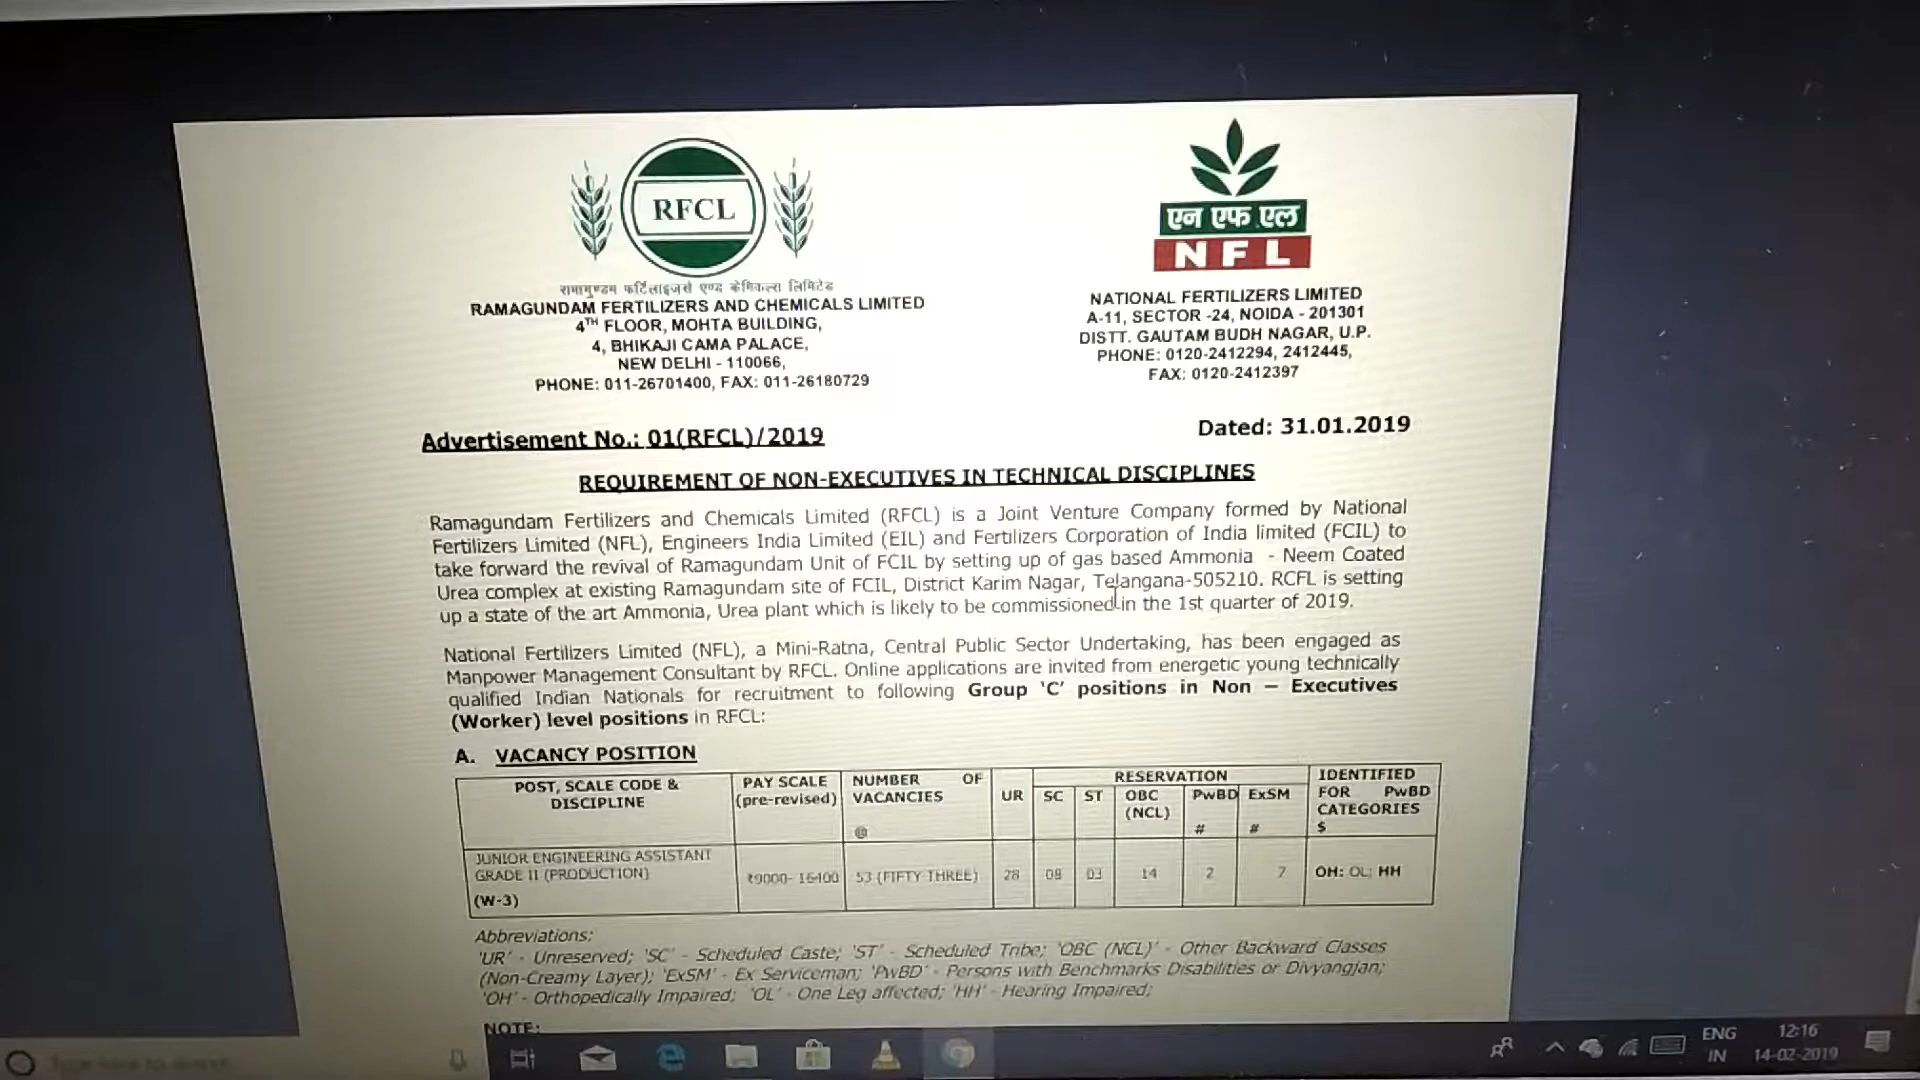 RFCL
रामागुण्डम फर्टिलाइजर्स एण्ड केमिकल्स लिमिटेड
RAMAGUNDAM FERTILIZERS AND CHEMICALS LIMITED
4TH FLOOR, MOHTA BUILDING,
4, BHIKAJI CAMA PALACE,
NEW DELHI - 110066,
PHONE: 011-26701400, FAX: 011-26180729
एन एफ एल
NFL
NATIONAL FERTILIZERS LIMITED
A-11, SECTOR -24, NOIDA - 201301
DISTT. GAUTAM BUDH NAGAR, U.P.
PHONE: 0120-2412294, 2412445,
FAX: 0120-2412397
Advertisement No.: 01(RFCL)/2019
Dated: 31.01.2019
REQUIREMENT OF NON-EXECUTIVES IN TECHNICAL DISCIPLINES
Ramagundam Fertilizers and Chemicals Limited (RFCL) is a Joint Venture Company formed by National
Fertilizers Limited (NFL), Engineers India Limited (EIL) and Fertilizers Corporation of India limited (FCIL) to
take forward the revival of Ramagundam Unit of FCIL by setting up of gas based Ammonia - Neem Coated
Urea complex at existing Ramagundam site of FCIL, District Karim Nagar, Telangana-505210. RCFL is setting
up a state of the art Ammonia, Urea plant which is likely to be commissioned in the 1st quarter of 2019.
National Fertilizers Limited (NFL), a Mini-Ratna, Central Public Sector Undertaking, has been engaged as
Manpower Management Consultant by RFCL. Online applications are invited from energetic young technically
qualified Indian Nationals for recruitment to following Group 'C' positions in Non – Executives
(Worker) level positions in RFCL:
A. VACANCY POSITION
POST, SCALE CODE &
DISCIPLINE
PAY SCALE
(pre-revised)
NUMBER OF
VACANCIES
@
UR
RESERVATION
SC
ST
OBC
(NCL)
PwBD
#
ExSM
#
IDENTIFIED
FOR PwBD
CATEGORIES
$
JUNIOR ENGINEERING ASSISTANT
GRADE II (PRODUCTION)
(W-3)
₹9000- 16400
53 (FIFTY THREE)
28
08
03
14
2
7
OH: OL; HH
Abbreviations:
'UR' - Unreserved; 'SC' - Scheduled Caste; 'ST' - Scheduled Tribe; 'OBC (NCL)' - Other Backward Classes
(Non-Creamy Layer); 'ExSM' - Ex Serviceman; 'PwBD' - Persons with Benchmarks Disabilities or Divyangjan;
'OH' - Orthopedically Impaired; 'OL' - One Leg affected; 'HH' - Hearing Impaired;
NOTE:
Type here to search
ENG
IN
12:16
14-02-2019